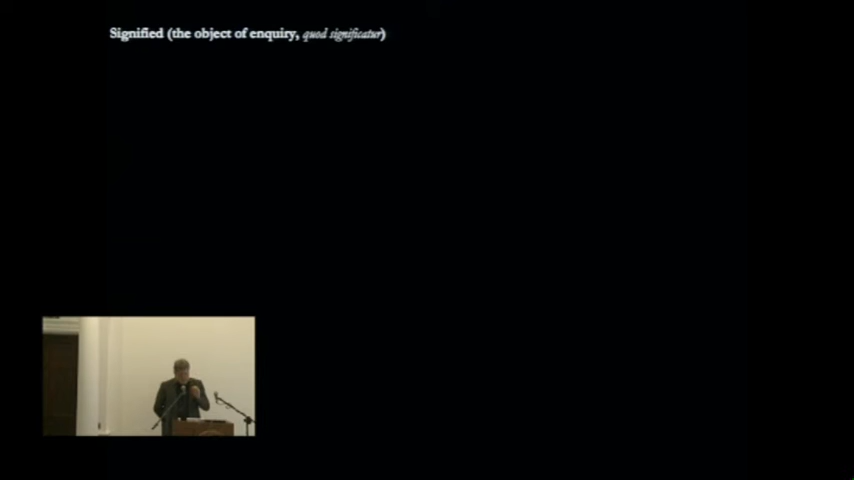 Signified (the object of enquiry, quod significatur)